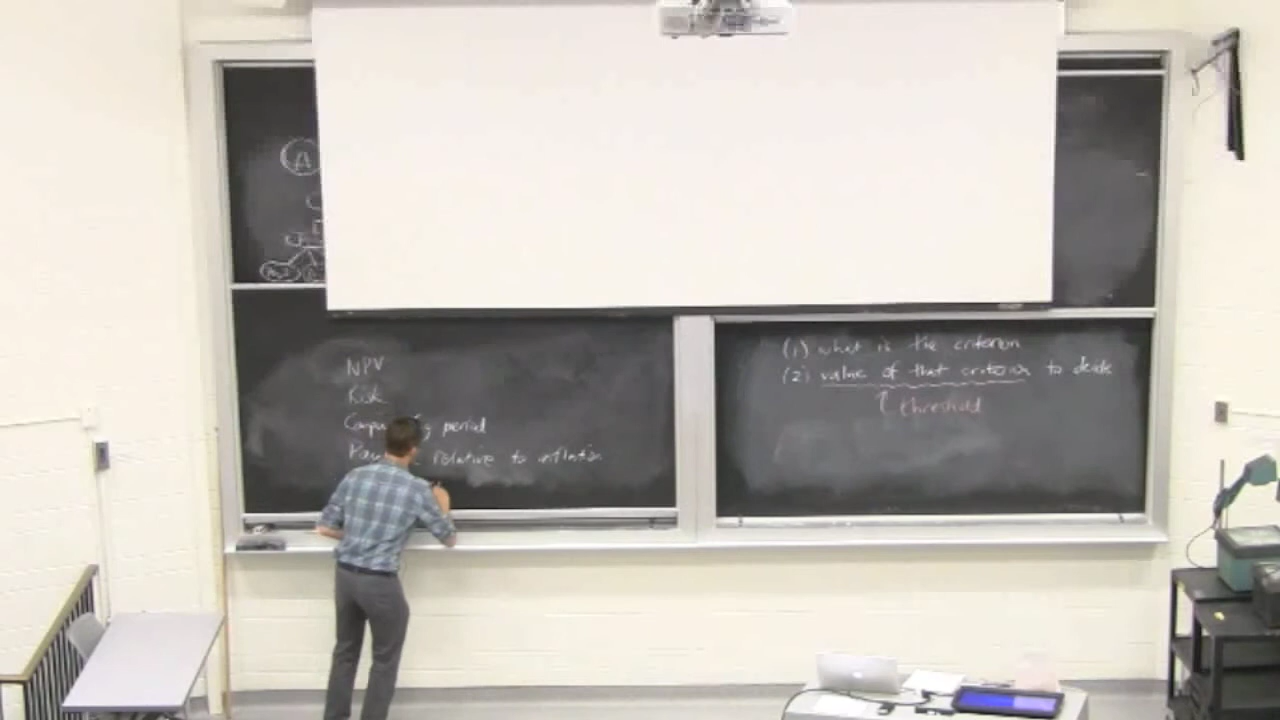 A
NPV
Risk
period
relative to inflation
(1) what is the criterion
(2) value of that criterion to decide
↑ threshold